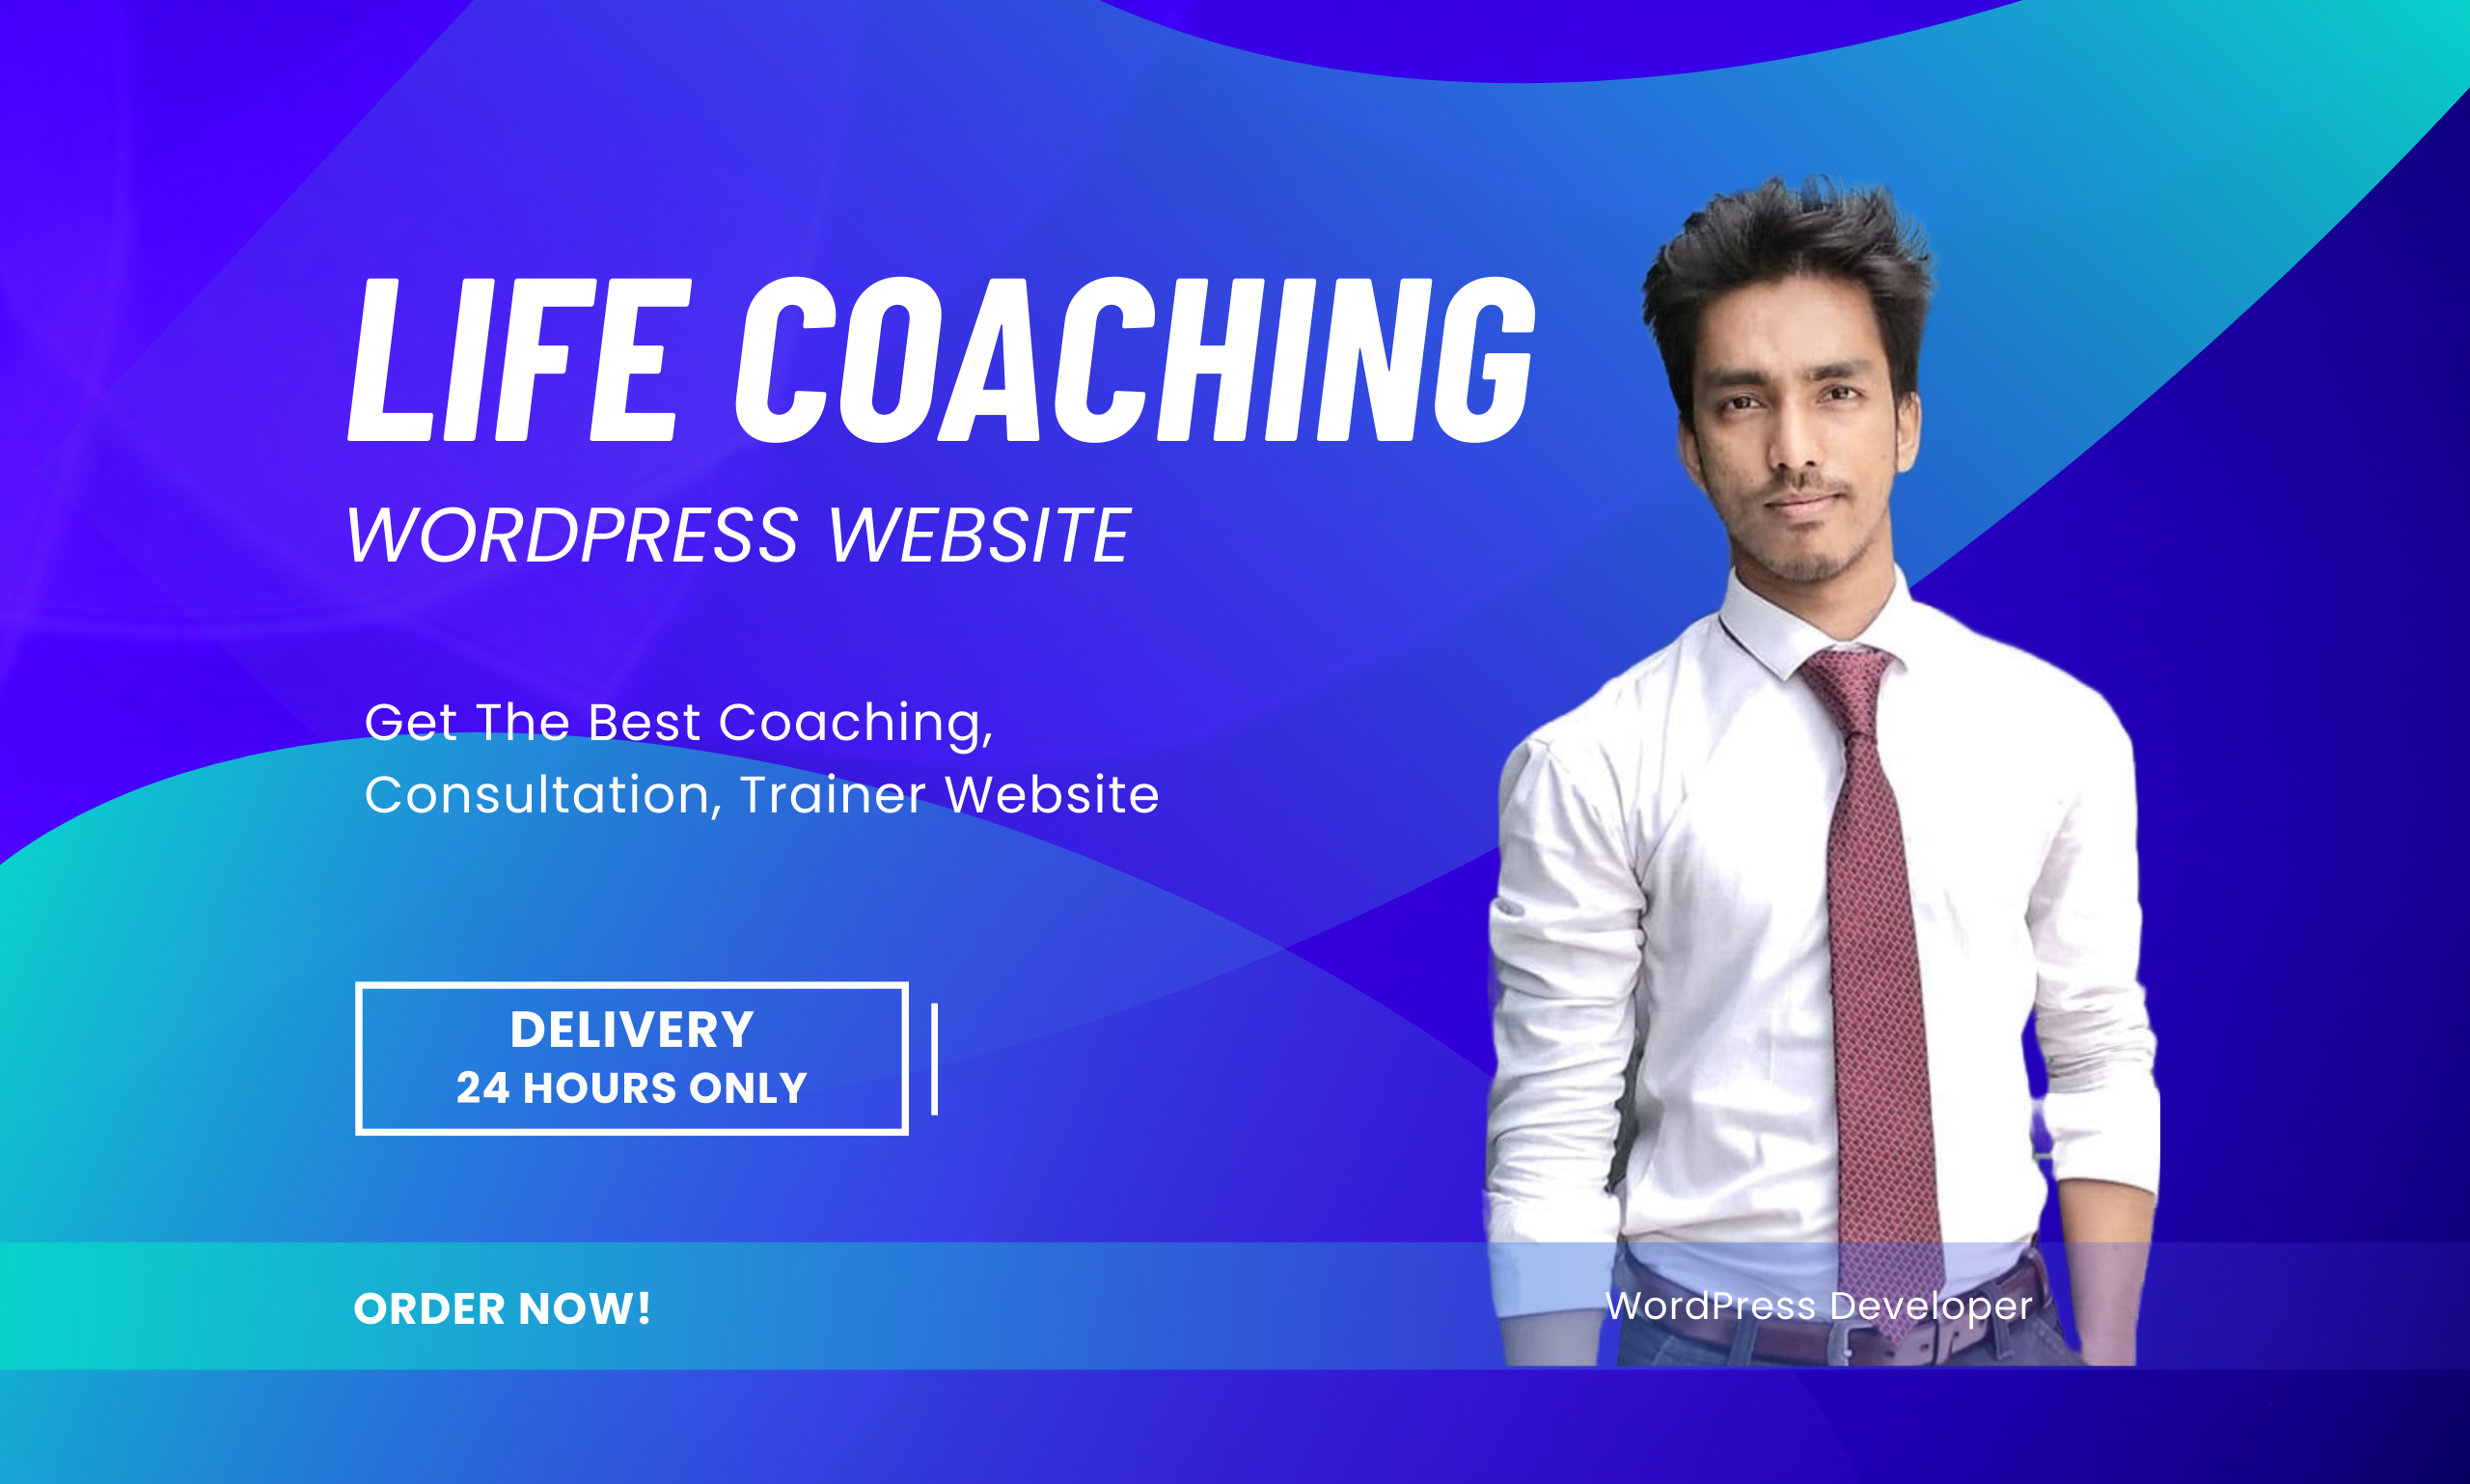 LIFE COACHING
WORDPRESS WEBSITE
Get The Best Coaching,
Consultation, Trainer Website
DELIVERY
24 HOURS ONLY
ORDER NOW!
WordPress Developer